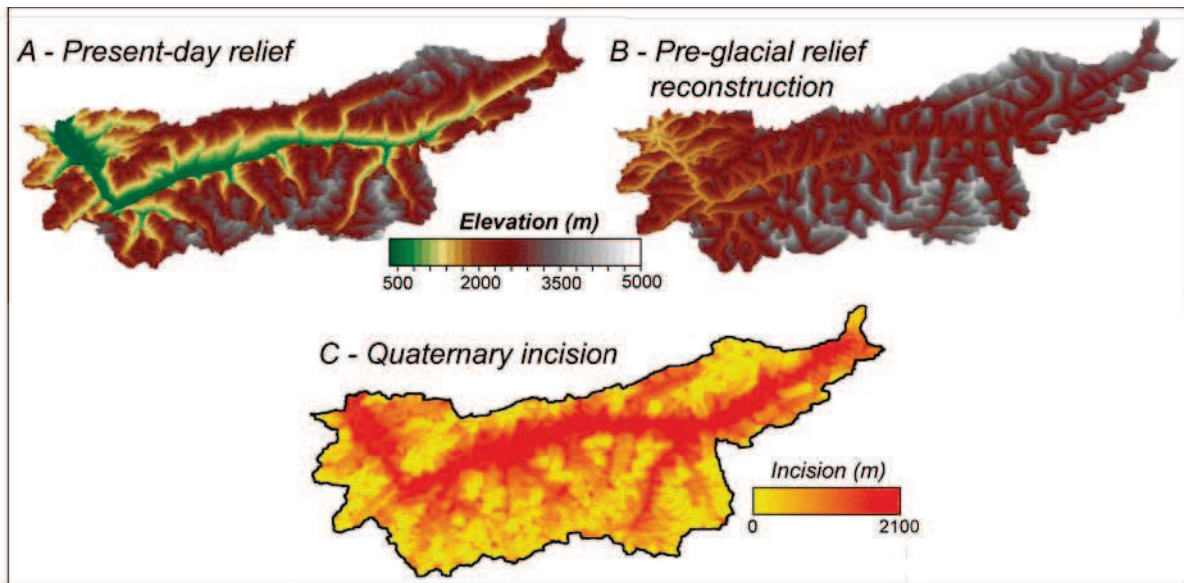 A - Present-day relief
B - Pre-glacial relief
reconstruction
Elevation (m)
500 2000 3500 5000
C - Quaternary incision
Incision (m)
0 2100